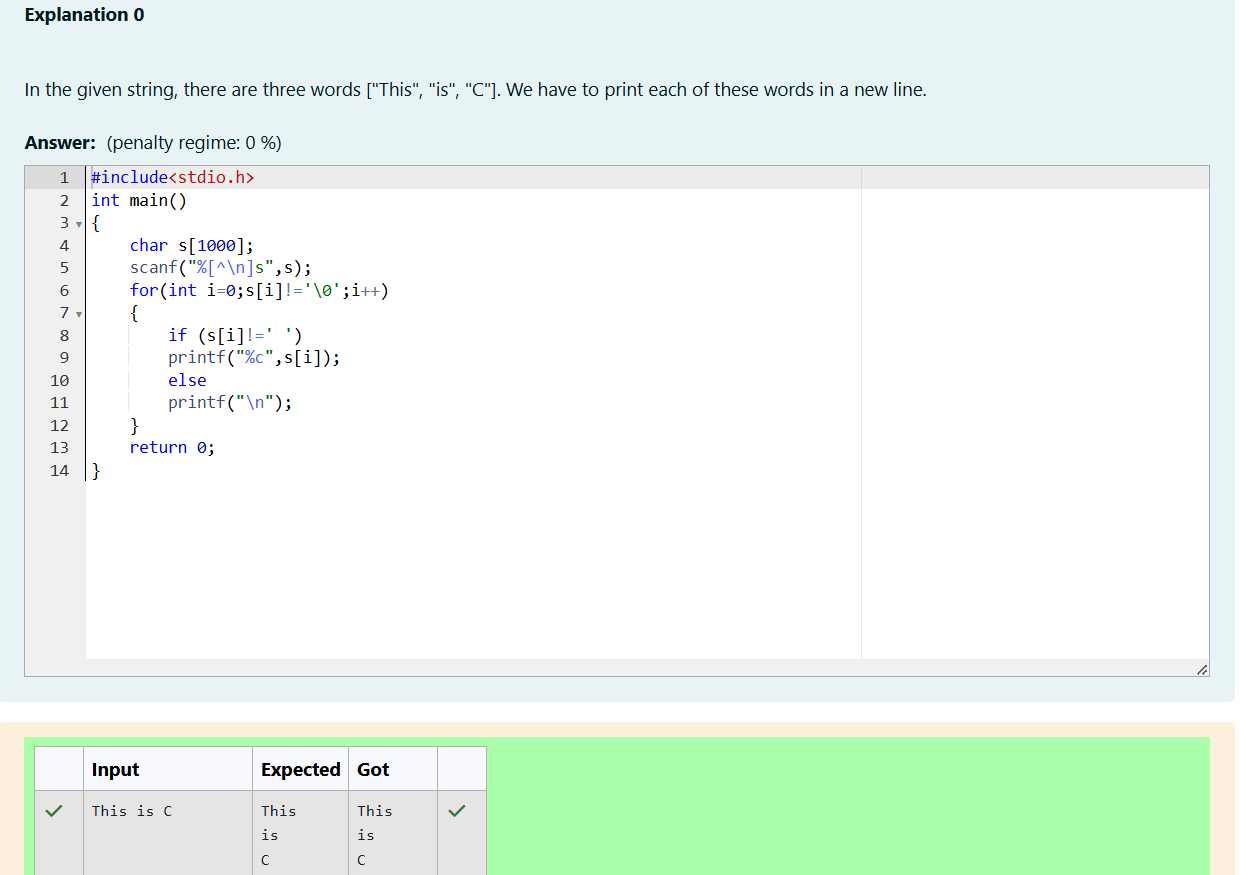 Explanation 0
In the given string, there are three words ["This", "is", "C"]. We have to print each of these words in a new line.
Answer: (penalty regime: 0 %)
1 #include<stdio.h>
2 int main()
3 {
4     char s[1000];
5     scanf("%[^\n]s",s);
6     for(int i=0;s[i]!='\0';i++)
7     {
8         if (s[i]!=' ')
9         printf("%c",s[i]);
10         else
11         printf("\n");
12     }
13     return 0;
14 }
Input Expected Got
This is C This This
is is
C C